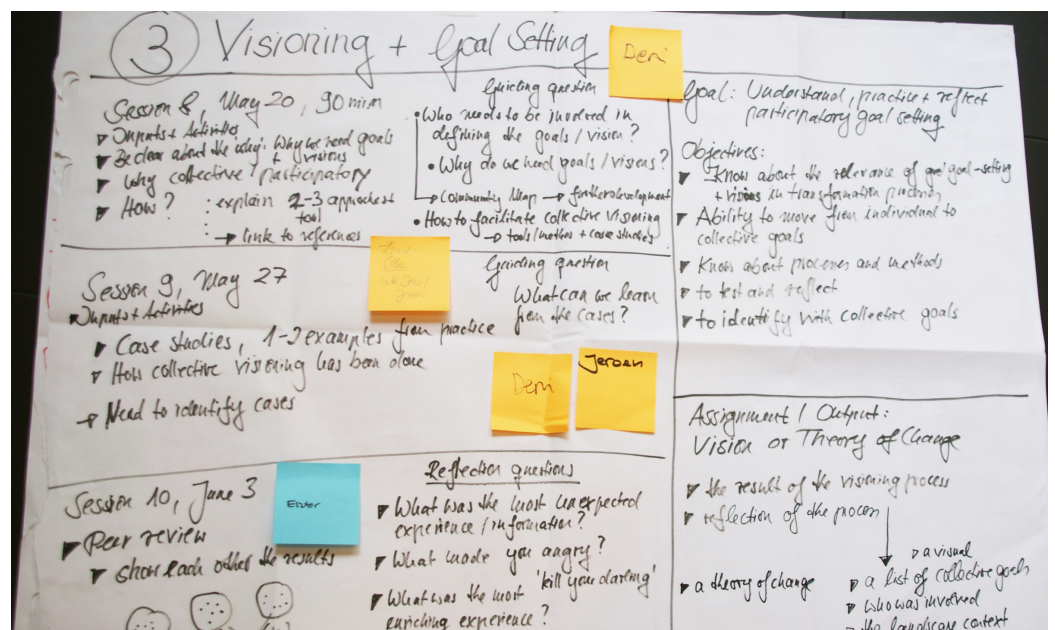 3 Visioning + Goal Setting
Demi
Session 8, May 20, 90 min
Inputs + Activities
Be clear about the why: Why we need goals
+ visions
Why collective / participatory
How? : explain 2-3 approaches +
tool
→ link to references
Guiding question
• Who needs to be involved in
defining the goals / vision?
• Why do we need goals / visions?
→ Community Map → further development
• How to facilitate collective visioning
→ tools / methos + case studies
Goal: Understand, practice + reflect
participatory goal setting
Objectives:
Know about the relevance of goal-setting
+ visions in transformation processes
Ability to move from individual to
collective goals
Know about processes and methods
to test and reflect
to identify with collective goals
Session 9, May 27
Inputs + Activities
Case studies, 1-2 examples from practice
How collective visioning has been done
→ Need to identify cases
Guiding question
What can we learn
from the cases?
Demi
Jeroen
Session 10, June 3
Peer review
show each other the results
Ester
Reflection questions
What was the most unexpected
experience / information?
What made you angry?
'kill your darling'
What was the most
enriching experience?
Assignment / Output:
Vision or Theory of Change
the result of the visioning process
reflection of the process
a theory of change
a visual
a list of collective goals
who was involved
the landscape context